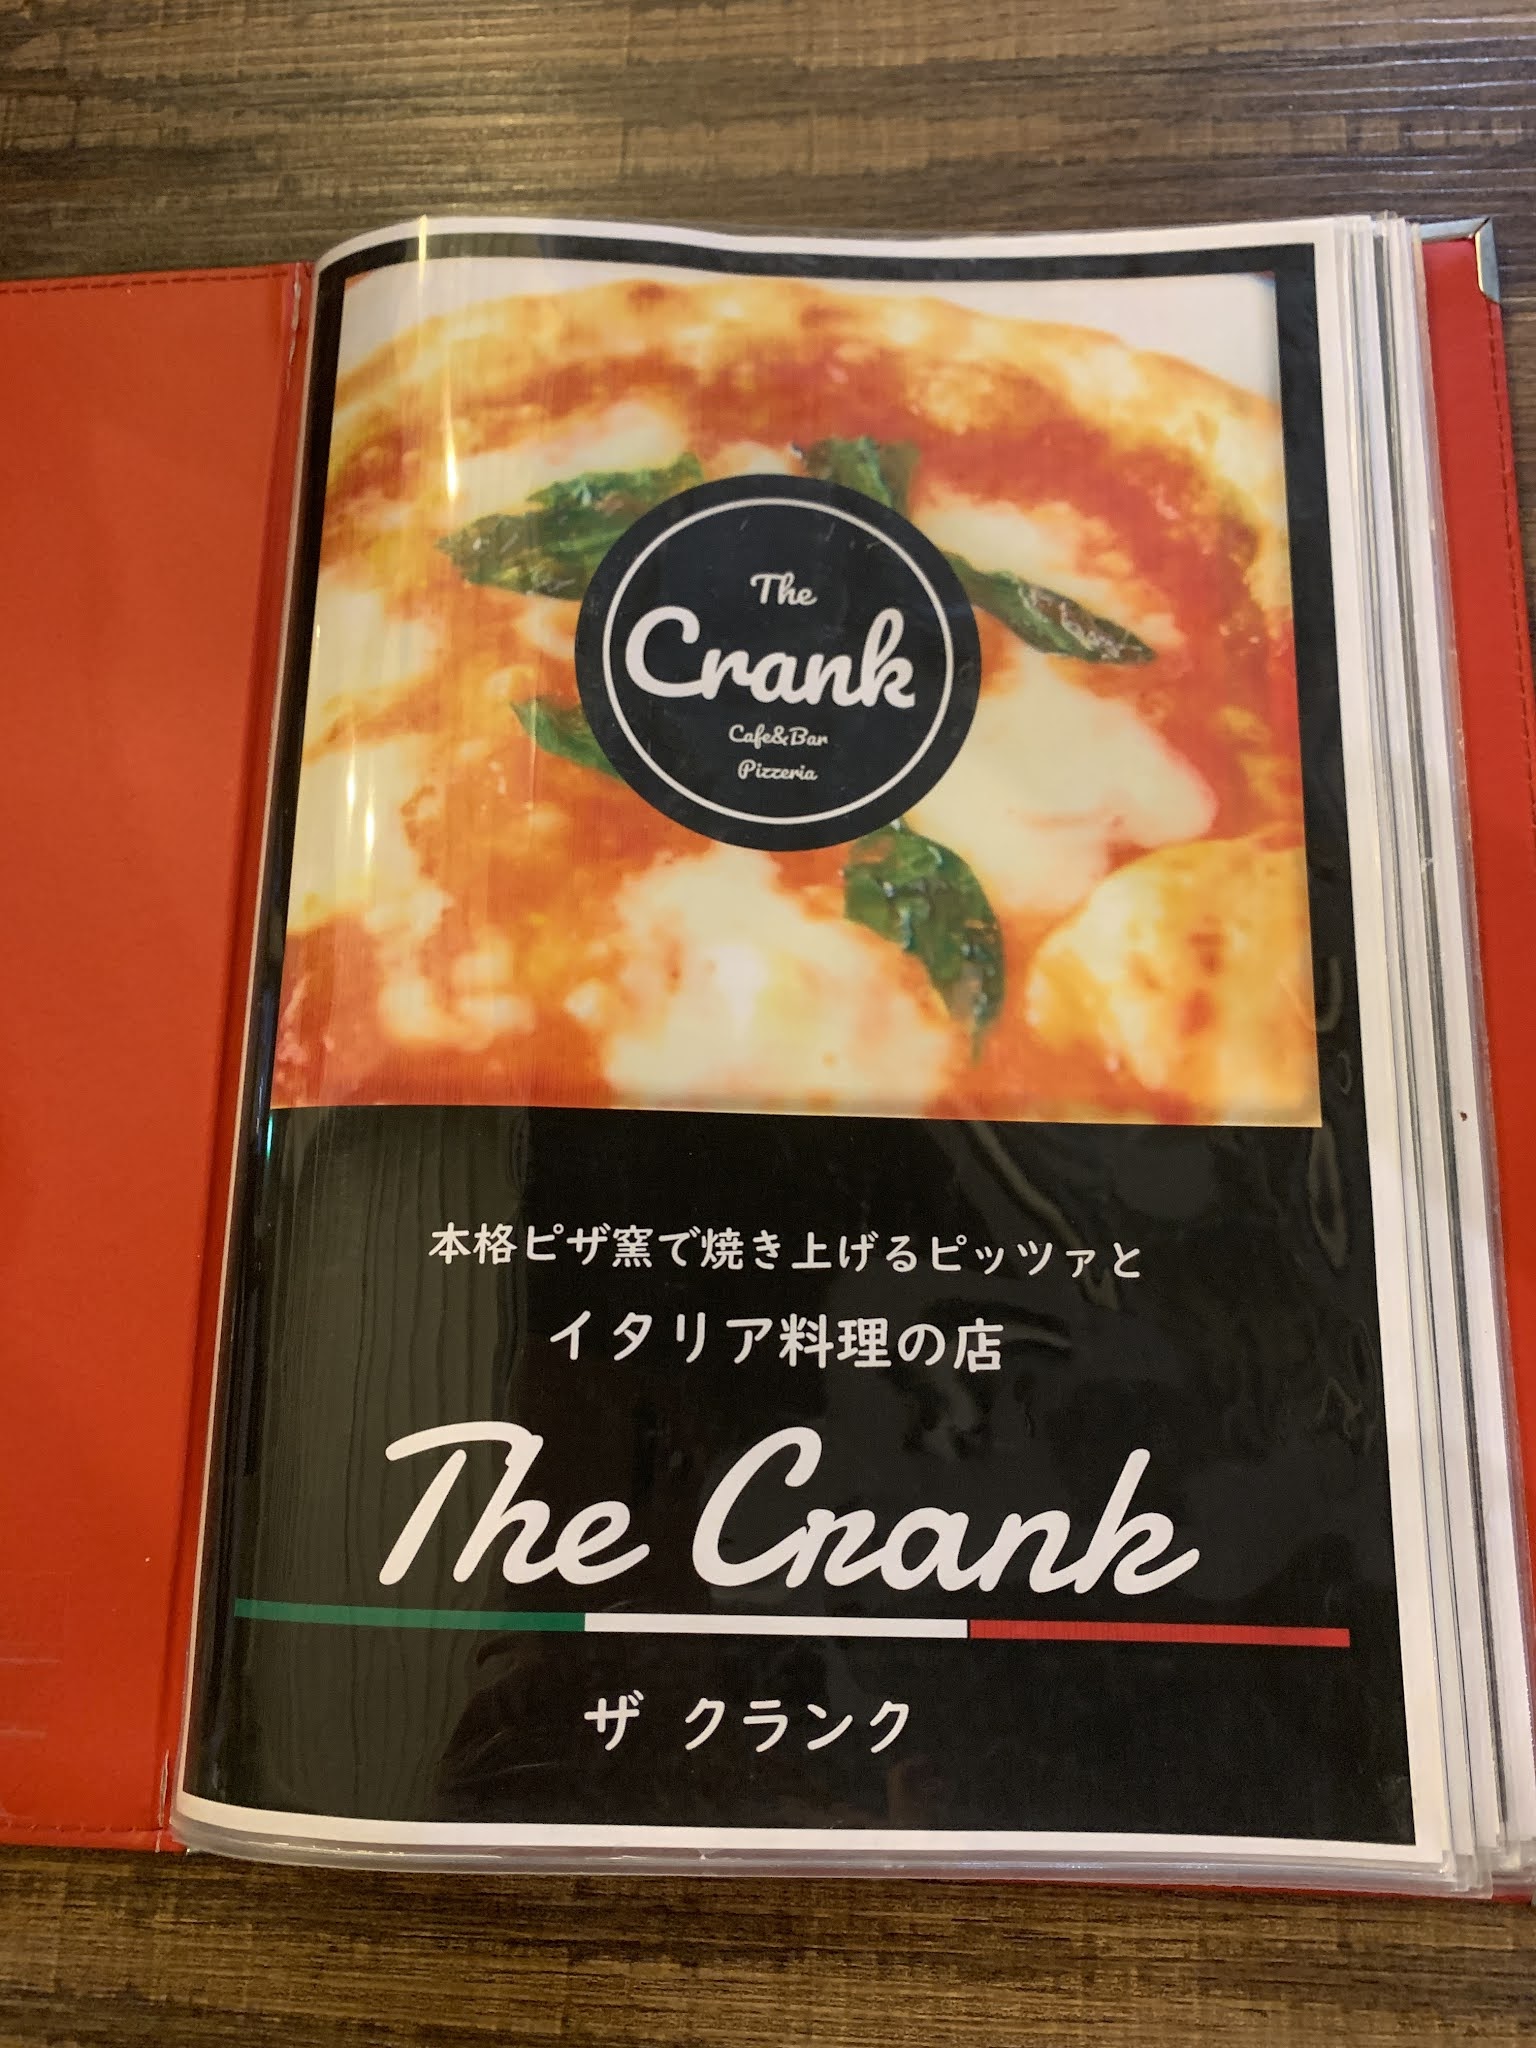 The
Crank
Cafe&Bar
Pizzeria
本格ピザ窯で焼き上げるピッツァと
イタリア料理の店
The Crank
ザ クランク